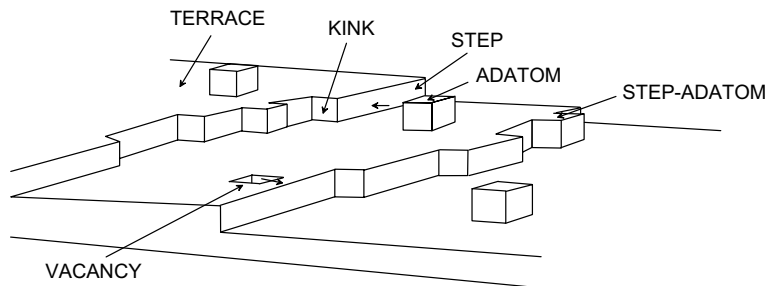 TERRACE
KINK
STEP
ADATOM
STEP-ADATOM
VACANCY